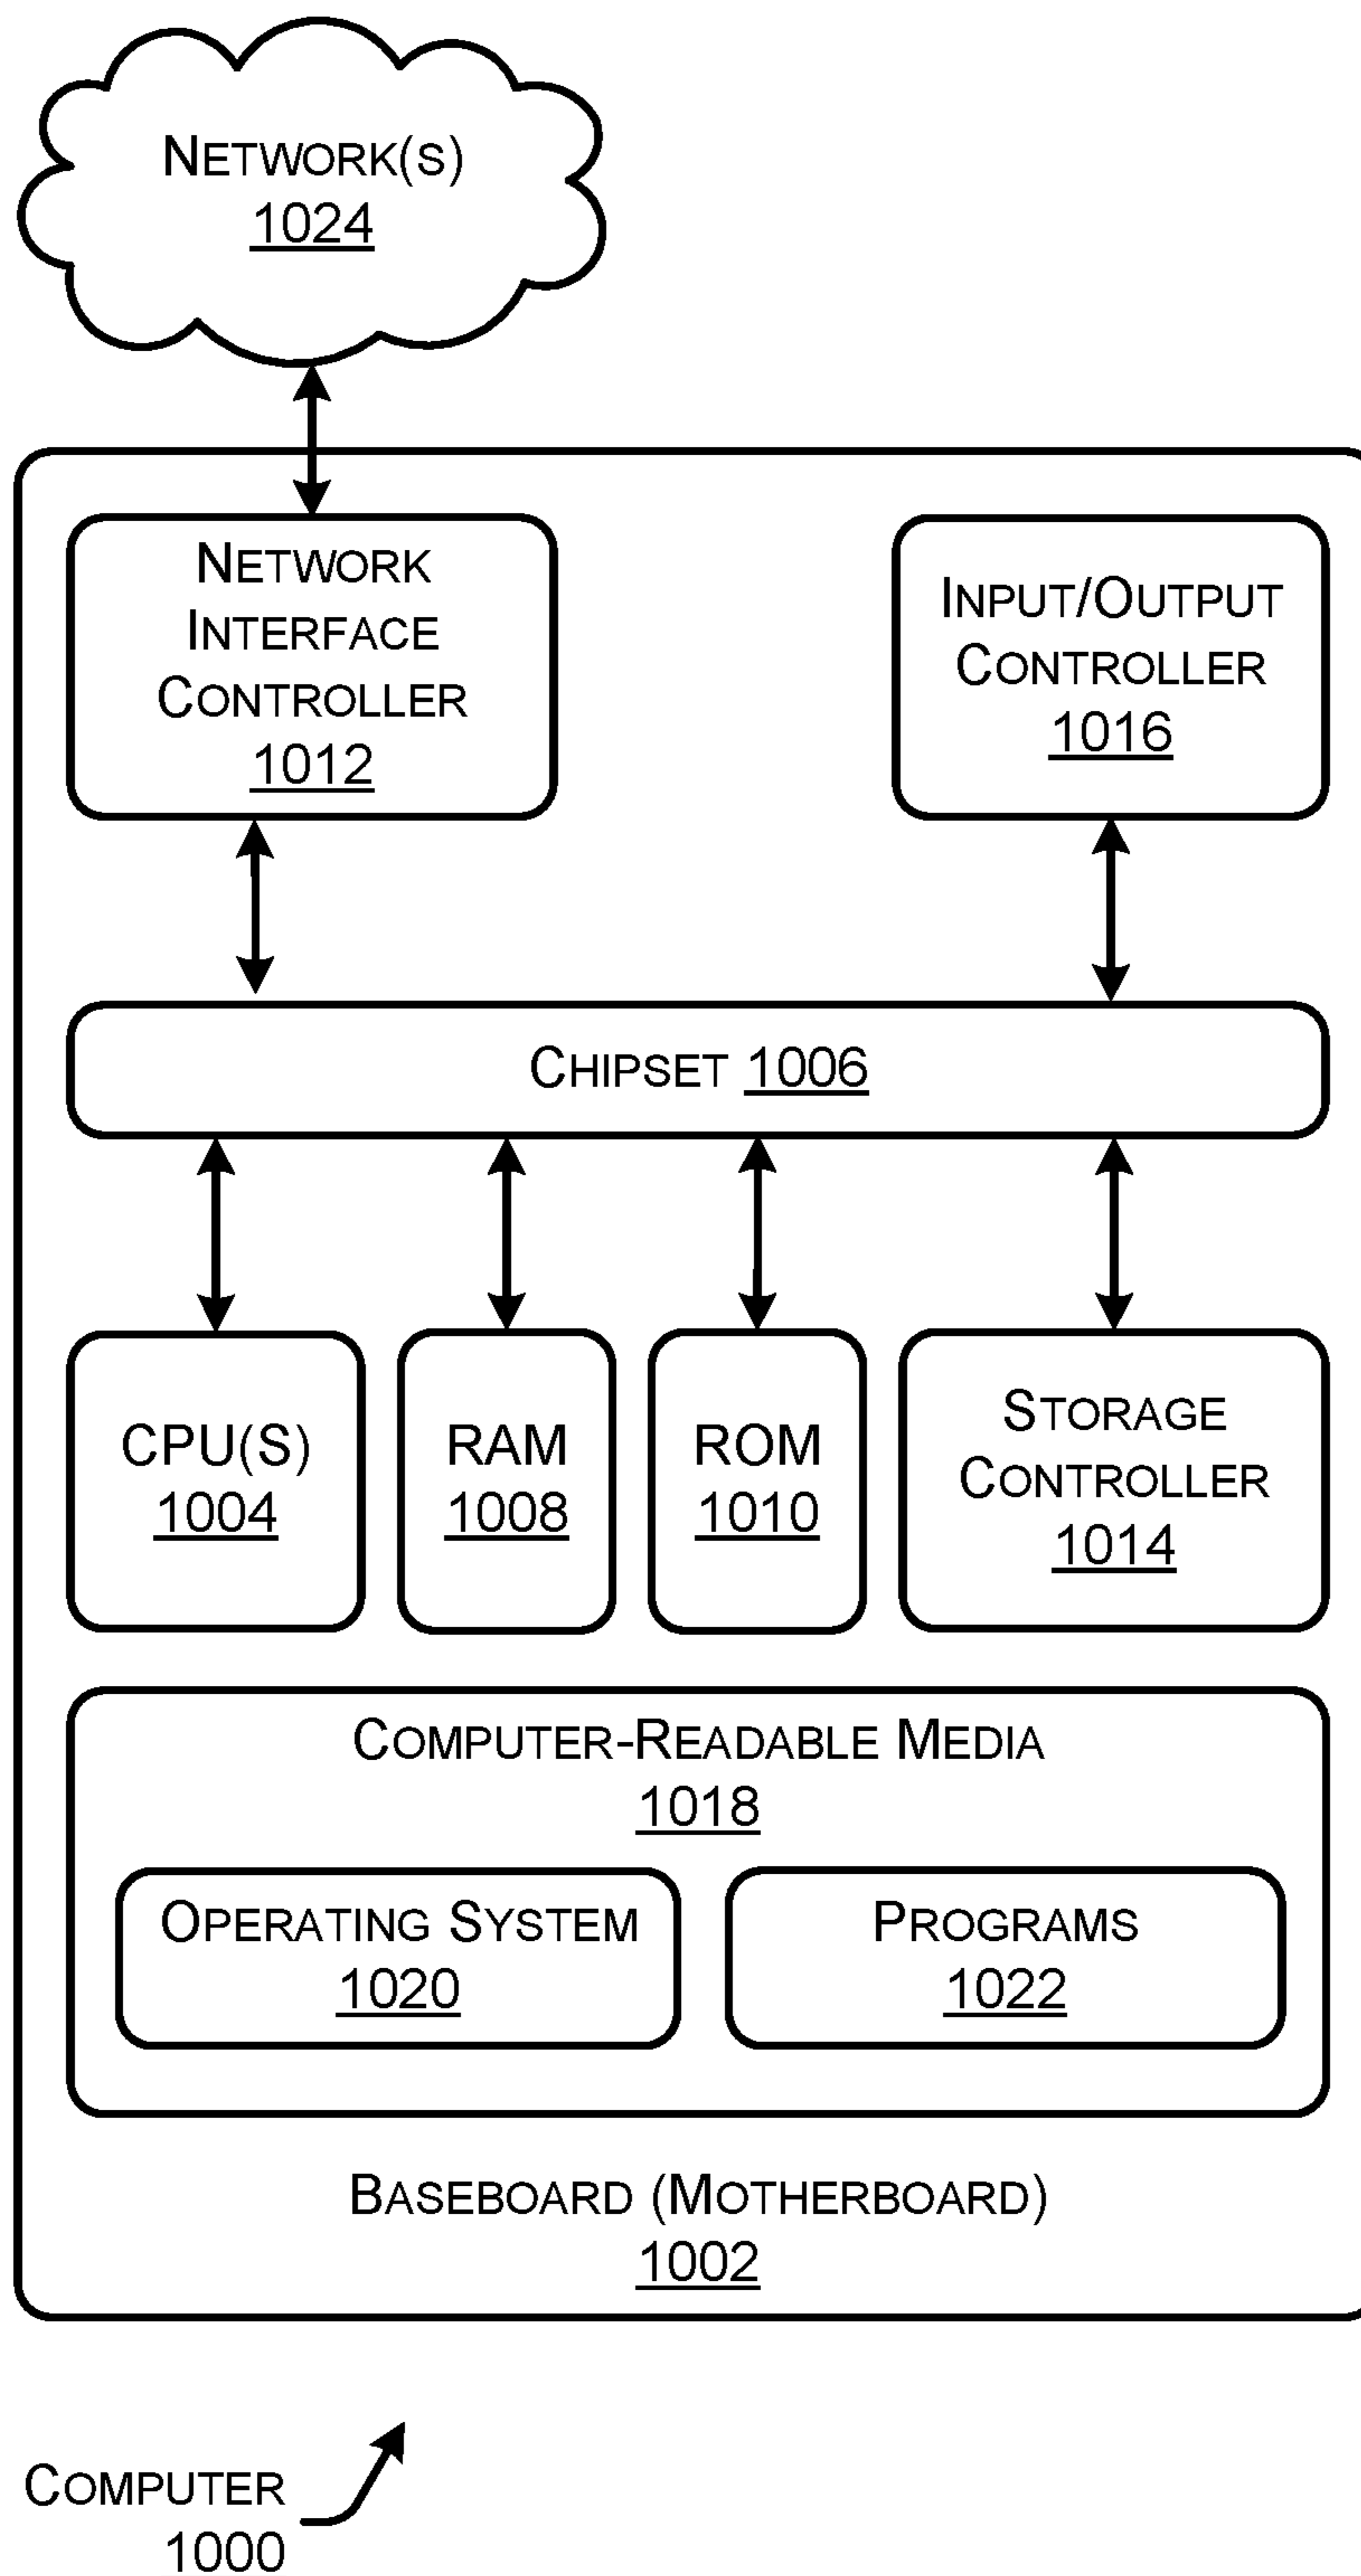 NETWORK(S)
1024
NETWORK
INTERFACE
CONTROLLER
1012
INPUT/OUTPUT
CONTROLLER
1016
CHIPSET 1006
CPU(S)
1004
RAM
1008
ROM
1010
STORAGE
CONTROLLER
1014
COMPUTER-READABLE MEDIA
1018
OPERATING SYSTEM
1020
PROGRAMS
1022
BASEBOARD (MOTHERBOARD)
1002
COMPUTER
1000